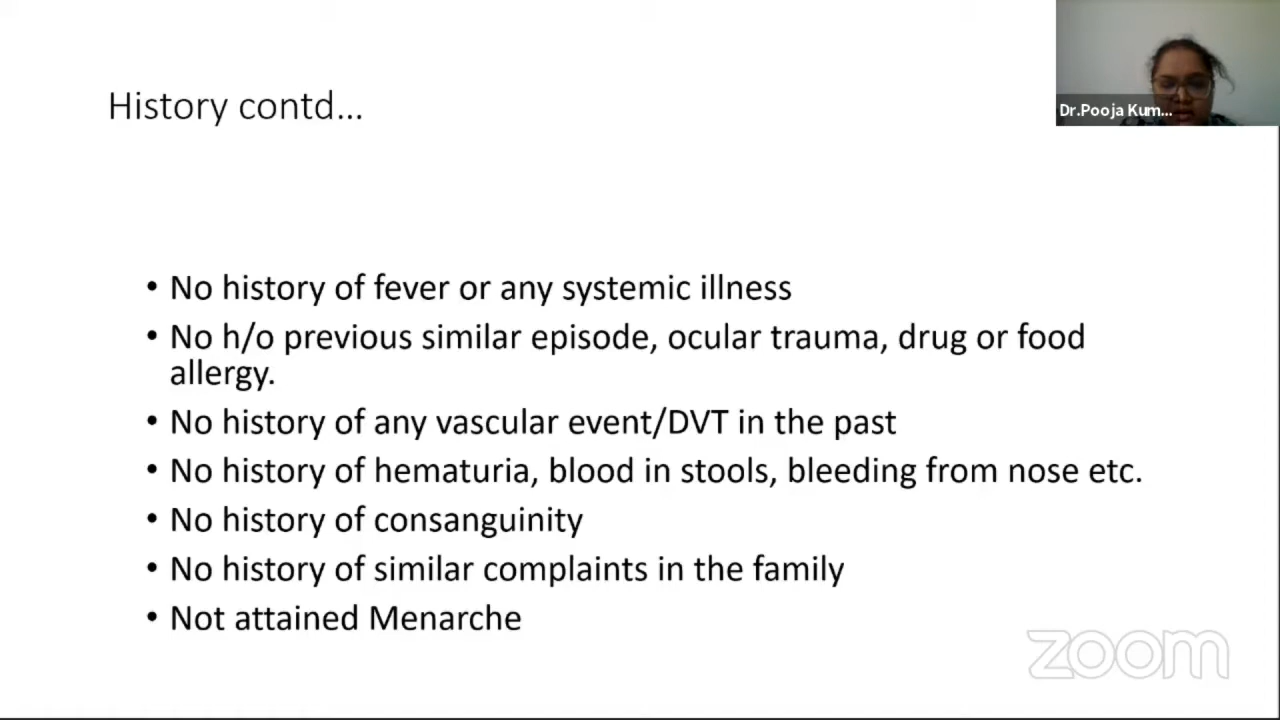 History contd...
Dr.Pooja Kum...
• No history of fever or any systemic illness
• No h/o previous similar episode, ocular trauma, drug or food
allergy.
• No history of any vascular event/DVT in the past
• No history of hematuria, blood in stools, bleeding from nose etc.
• No history of consanguinity
• No history of similar complaints in the family
• Not attained Menarche
zoom